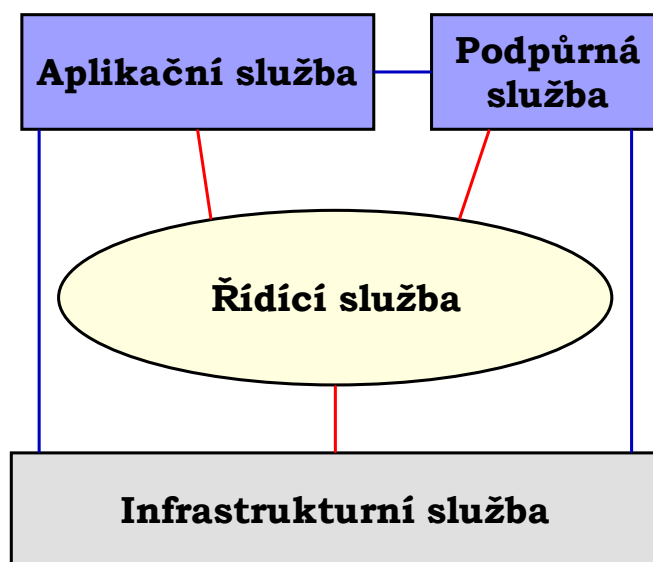 Aplikační služba
Podpůrná
služba
Řídící služba
Infrastrukturní služba